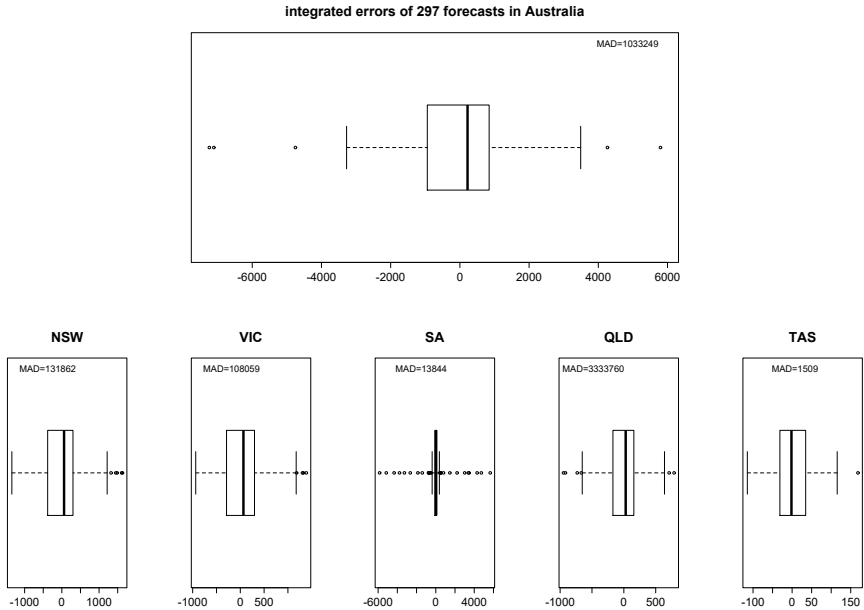 integrated errors of 297 forecasts in Australia
MAD=1033249
-6000 -4000 -2000 0 2000 4000 6000
NSW VIC SA QLD TAS
MAD=131862 MAD=108059 MAD=13844 MAD=3333760 MAD=1509
-1000 0 1000 -1000 0 500 -6000 0 4000 -1000 0 500 -100 0 50 150